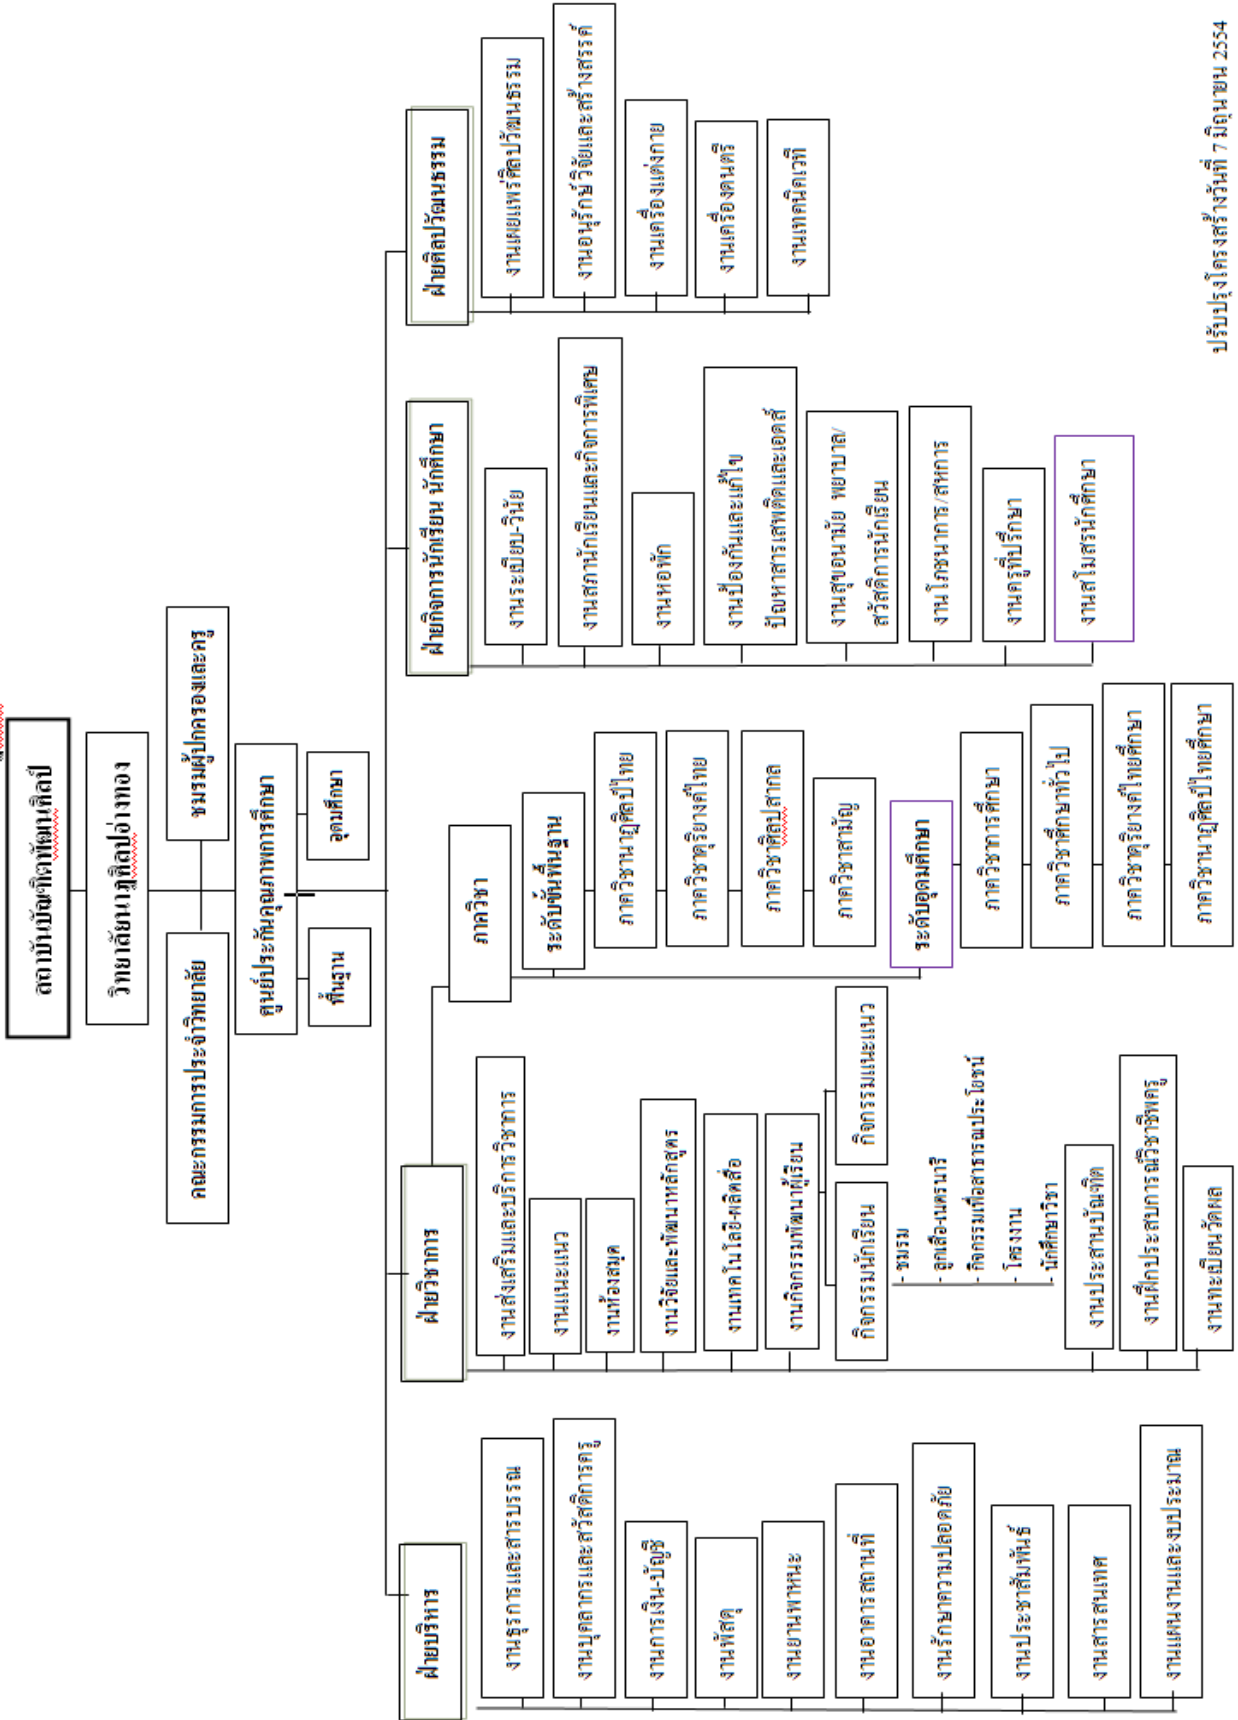 สถาบันบัณฑิตพัฒนศิลป์
วิทยาลัยนาฏศิลปอ่างทอง
คณะกรรมการประจำวิทยาลัย
ชมรมผู้ปกครองและครู
ศูนย์ประกันคุณภาพการศึกษา
พื้นฐาน
อุดมศึกษา
ฝ่ายบริหาร
งานธุรการและสารบรรณ
งานบุคลากรและสวัสดิการครู
งานการเงิน-บัญชี
งานพัสดุ
งานยานพาหนะ
งานอาคารสถานที่
งานรักษาความปลอดภัย
งานประชาสัมพันธ์
งานสารสนเทศ
งานแผนงานและงบประมาณ
ฝ่ายวิชาการ
งานส่งเสริมและบริการวิชาการ
งานแนะแนว
งานห้องสมุด
งานวิจัยและพัฒนาหลักสูตร
งานเทคโนโลยี-ผลิตสื่อ
งานกิจกรรมพัฒนาผู้เรียน
กิจกรรมนักเรียน
กิจกรรมแนะแนว
- ชมรม
- ลูกเสือ-เนตรนารี
- กิจกรรมเพื่อสาธารณประโยชน์
- โครงงาน
- นักศึกษาวิชา
งานประสานบัณฑิต
งานฝึกประสบการณ์วิชาชีพครู
งานทะเบียนวัดผล
ภาควิชา
ระดับขั้นพื้นฐาน
ภาควิชานาฏศิลป์ไทย
ภาควิชาดุริยางค์ไทย
ภาควิชาศิลปสากล
ภาควิชาสามัญ
ระดับอุดมศึกษา
ภาควิชาการศึกษา
ภาควิชาศึกษาทั่วไป
ภาควิชาดุริยางค์ไทยศึกษา
ภาควิชานาฏศิลป์ไทยศึกษา
ฝ่ายกิจการนักเรียน นักศึกษา
งานระเบียบ-วินัย
งานสภานักเรียนและกิจการพิเศษ
งานหอพัก
งานป้องกันและแก้ไข
ปัญหาสารเสพติดและเอดส์
งานสุขอนามัย พยาบาล/
สวัสดิการนักเรียน
งานโภชนาการ/สหการ
งานครูที่ปรึกษา
งานสโมสรนักศึกษา
ฝ่ายศิลปวัฒนธรรม
งานเผยแพร่ศิลปวัฒนธรรม
งานอนุรักษ์ วิจัยและสร้างสรรค์
งานเครื่องแต่งกาย
งานเครื่องดนตรี
งานเทคนิคเวที
ปรับปรุงโครงสร้างวันที่ 7 มิถุนายน 2554